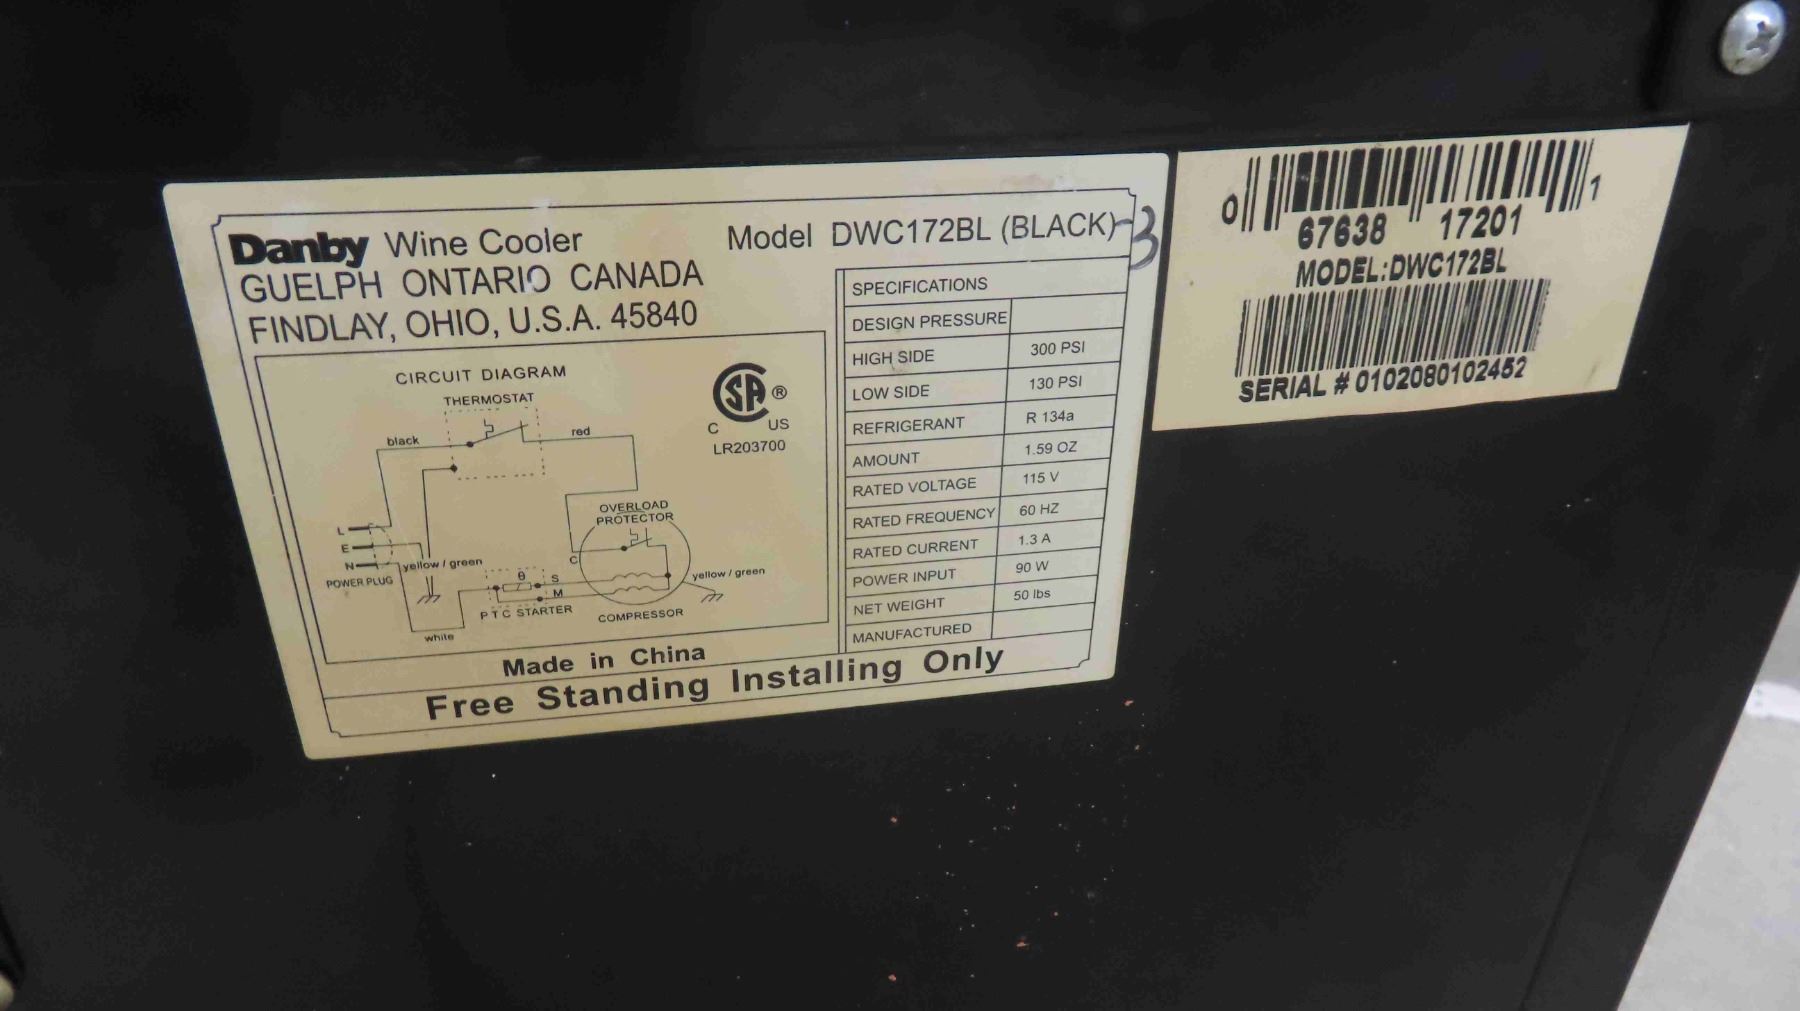 Danby Wine Cooler Model DWC172BL (BLACK)
3
GUELPH ONTARIO CANADA
FINDLAY, OHIO, U.S.A. 45840
CIRCUIT DIAGRAM
THERMOSTAT
black
red
L
E
N
POWER PLUG
yellow / green
white
θ
S
M
P T C STARTER
C
OVERLOAD
PROTECTOR
COMPRESSOR
yellow / green
SA ®
C US
LR203700
SPECIFICATIONS
DESIGN PRESSURE
HIGH SIDE 300 PSI
LOW SIDE 130 PSI
REFRIGERANT R 134a
AMOUNT 1.59 OZ
RATED VOLTAGE 115 V
RATED FREQUENCY 60 HZ
RATED CURRENT 1.3 A
POWER INPUT 90 W
NET WEIGHT 50 lbs
MANUFACTURED
Made in China
Free Standing Installing Only
0 67638 17201 1
MODEL:DWC172BL
SERIAL # 0102080102452